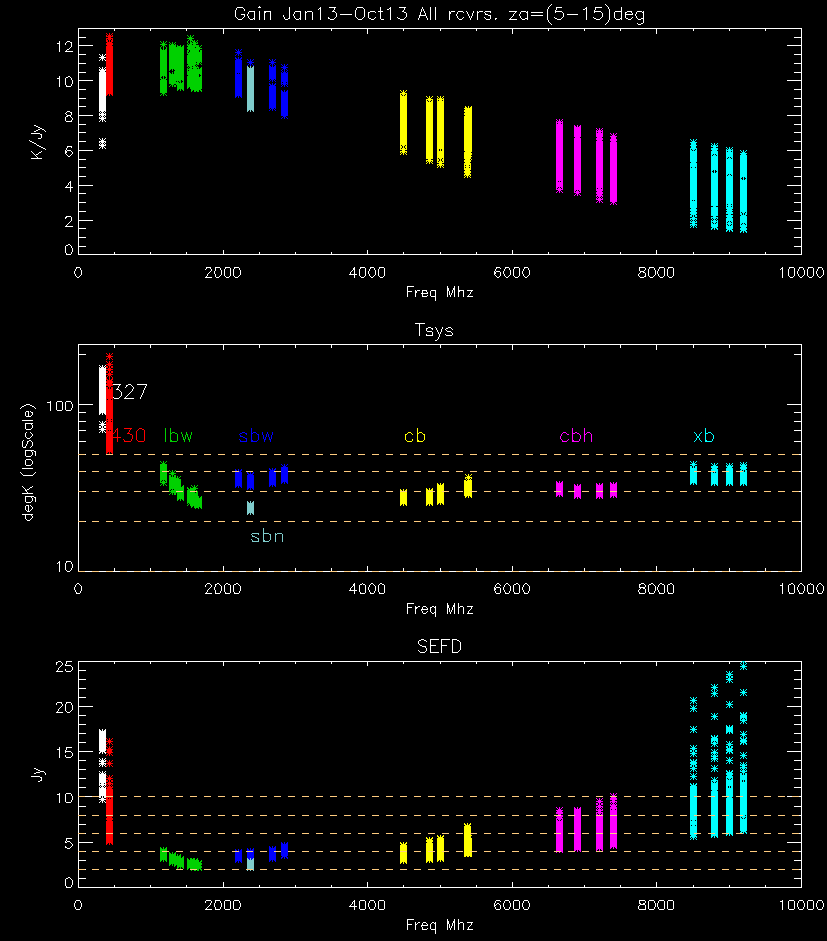 Gain Jan13-Oct13 All rcvrs. za=(5-15)deg
12
10
8
6
4
2
0
K/Jy
0 2000 4000 6000 8000 10000
Freq Mhz
Tsys
100
10
degK (logScale)
327
430 lbw sbw cb cbh xb
sbn
0 2000 4000 6000 8000 10000
Freq Mhz
SEFD
25
20
15
10
5
0
Jy
0 2000 4000 6000 8000 10000
Freq Mhz